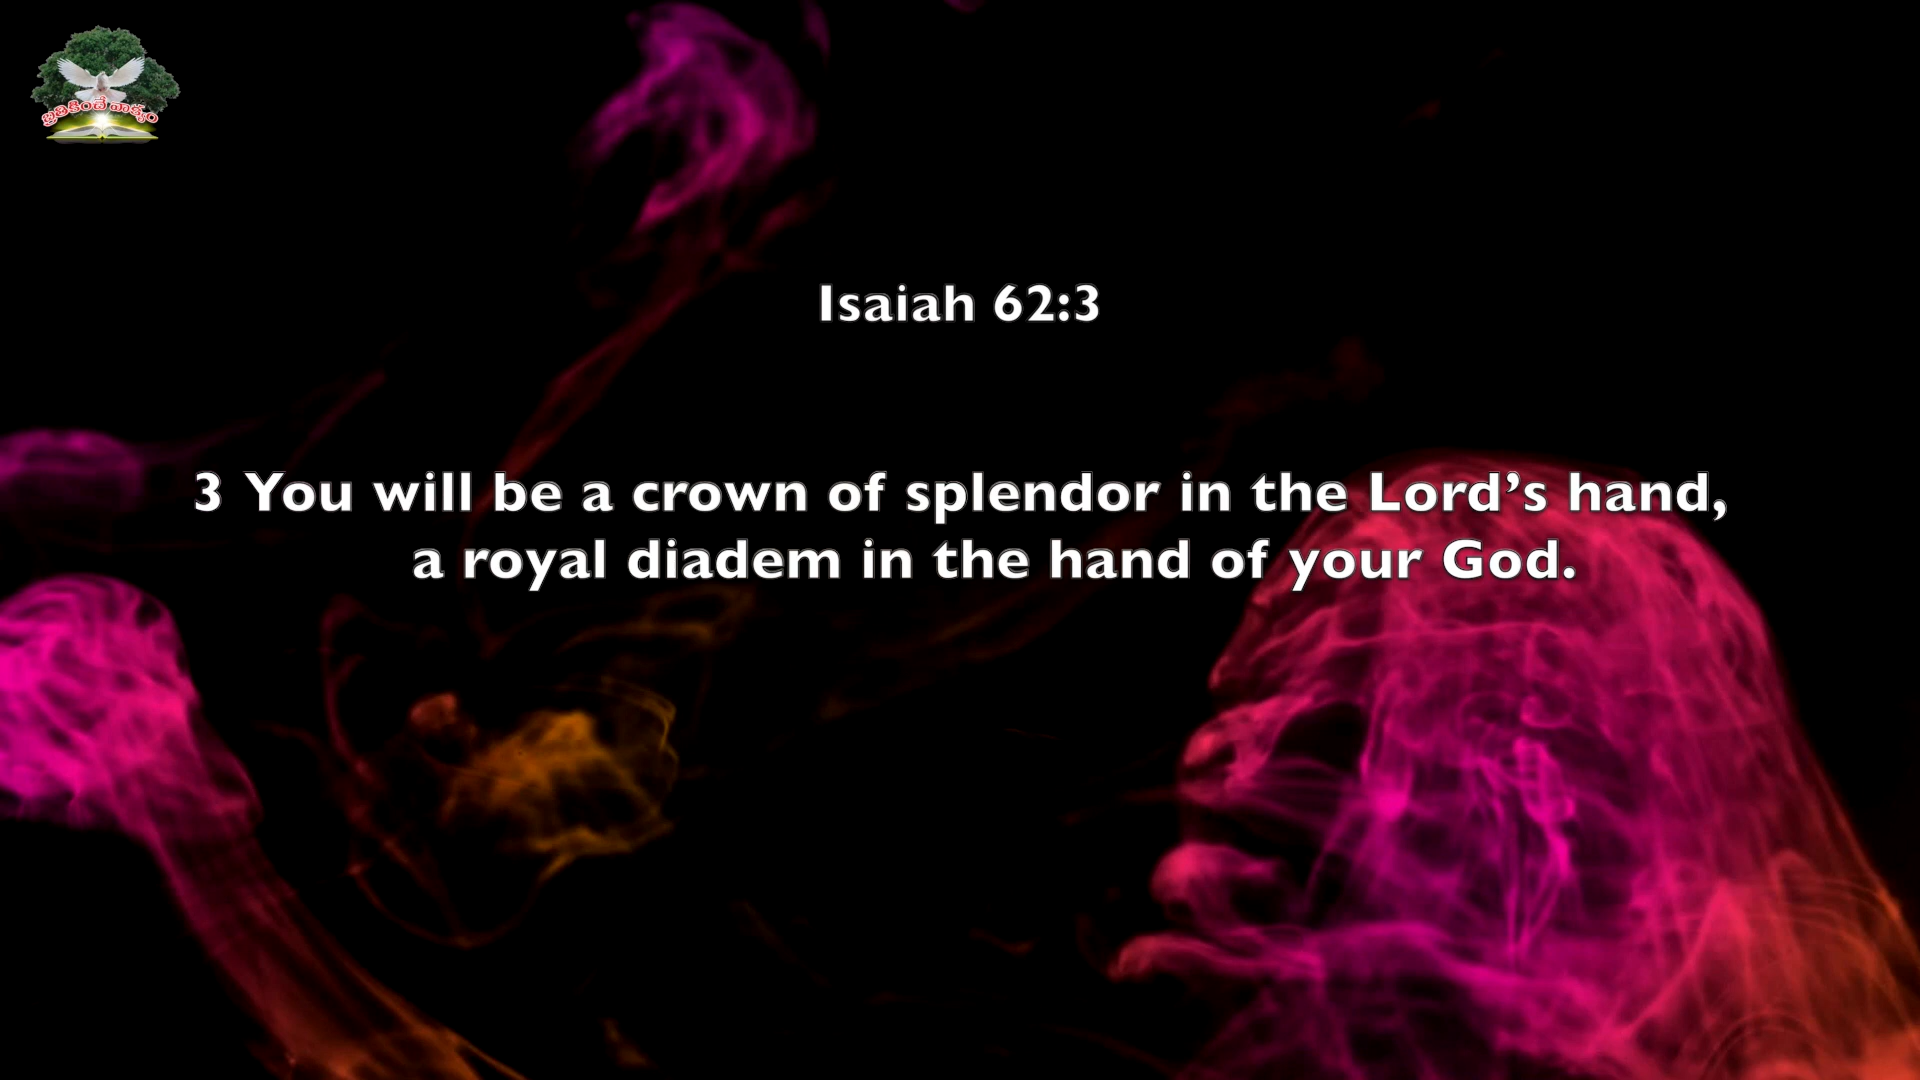 బ్రతికించే వాక్యం
Isaiah 62:3
3 You will be a crown of splendor in the Lord’s hand,
a royal diadem in the hand of your God.